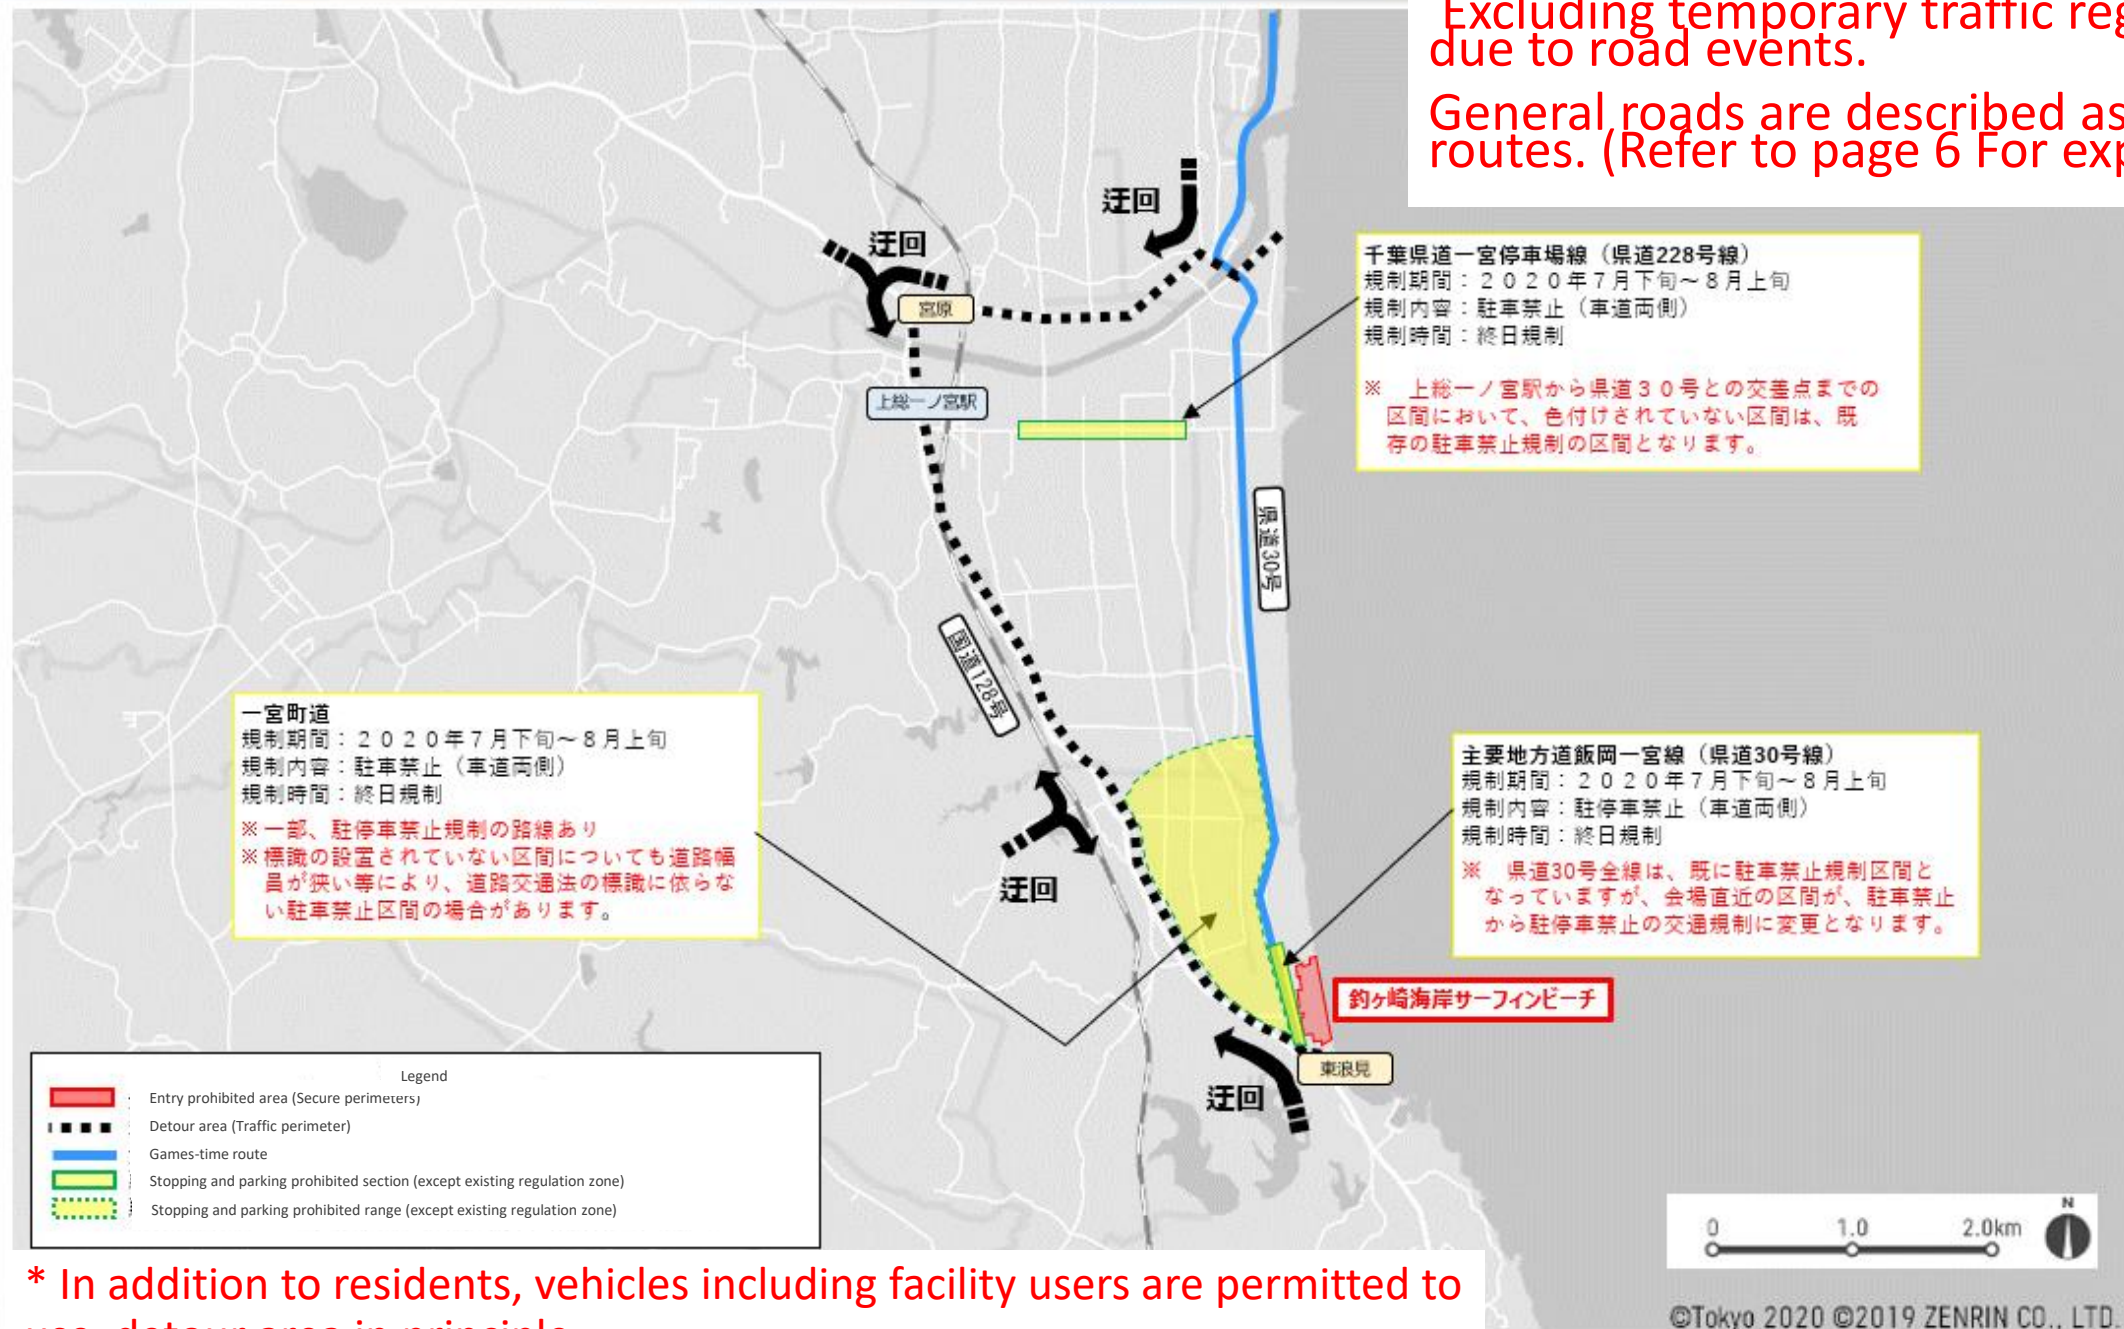 Excluding temporary traffic
due to road events.
General roads are described as
routes. (Refer to page 6 For
迂回
迂回
宮原
上総一ノ宮駅
千葉県道一宮停車場線（県道228号線）
規制期間：２０２０年７月下旬～８月上旬
規制内容：駐車禁止（車道両側）
規制時間：終日規制
※　上総一ノ宮駅から県道３０号との交差点までの
区間において、色付けされていない区間は、既
存の駐車禁止規制の区間となります。
県道30号
国道128号
一宮町道
規制期間：２０２０年７月下旬～８月上旬
規制内容：駐車禁止（車道両側）
規制時間：終日規制
※一部、駐停車禁止規制の路線あり
※標識の設置されていない区間についても道路幅
員が狭い等により、道路交通法の標識に依らな
い駐車禁止区間の場合があります。
主要地方道飯岡一宮線（県道30号線）
規制期間：２０２０年７月下旬～８月上旬
規制内容：駐停車禁止（車道両側）
規制時間：終日規制
※　県道30号全線は、既に駐車禁止規制区間と
なっていますが、会場直近の区間が、駐車禁止
から駐停車禁止の交通規制に変更となります。
迂回
釣ヶ崎海岸サーフィンビーチ
東浪見
迂回
Legend
Entry prohibited area (Secure perimeters)
Detour area (Traffic perimeter)
Games-time route
Stopping and parking prohibited section (except existing regulation zone)
Stopping and parking prohibited range (except existing regulation zone)
0 1.0 2.0km
N
* In addition to residents, vehicles including facility users are permitted to
use detour area in principle
©Tokyo 2020 ©2019 ZENRIN CO., LTD.